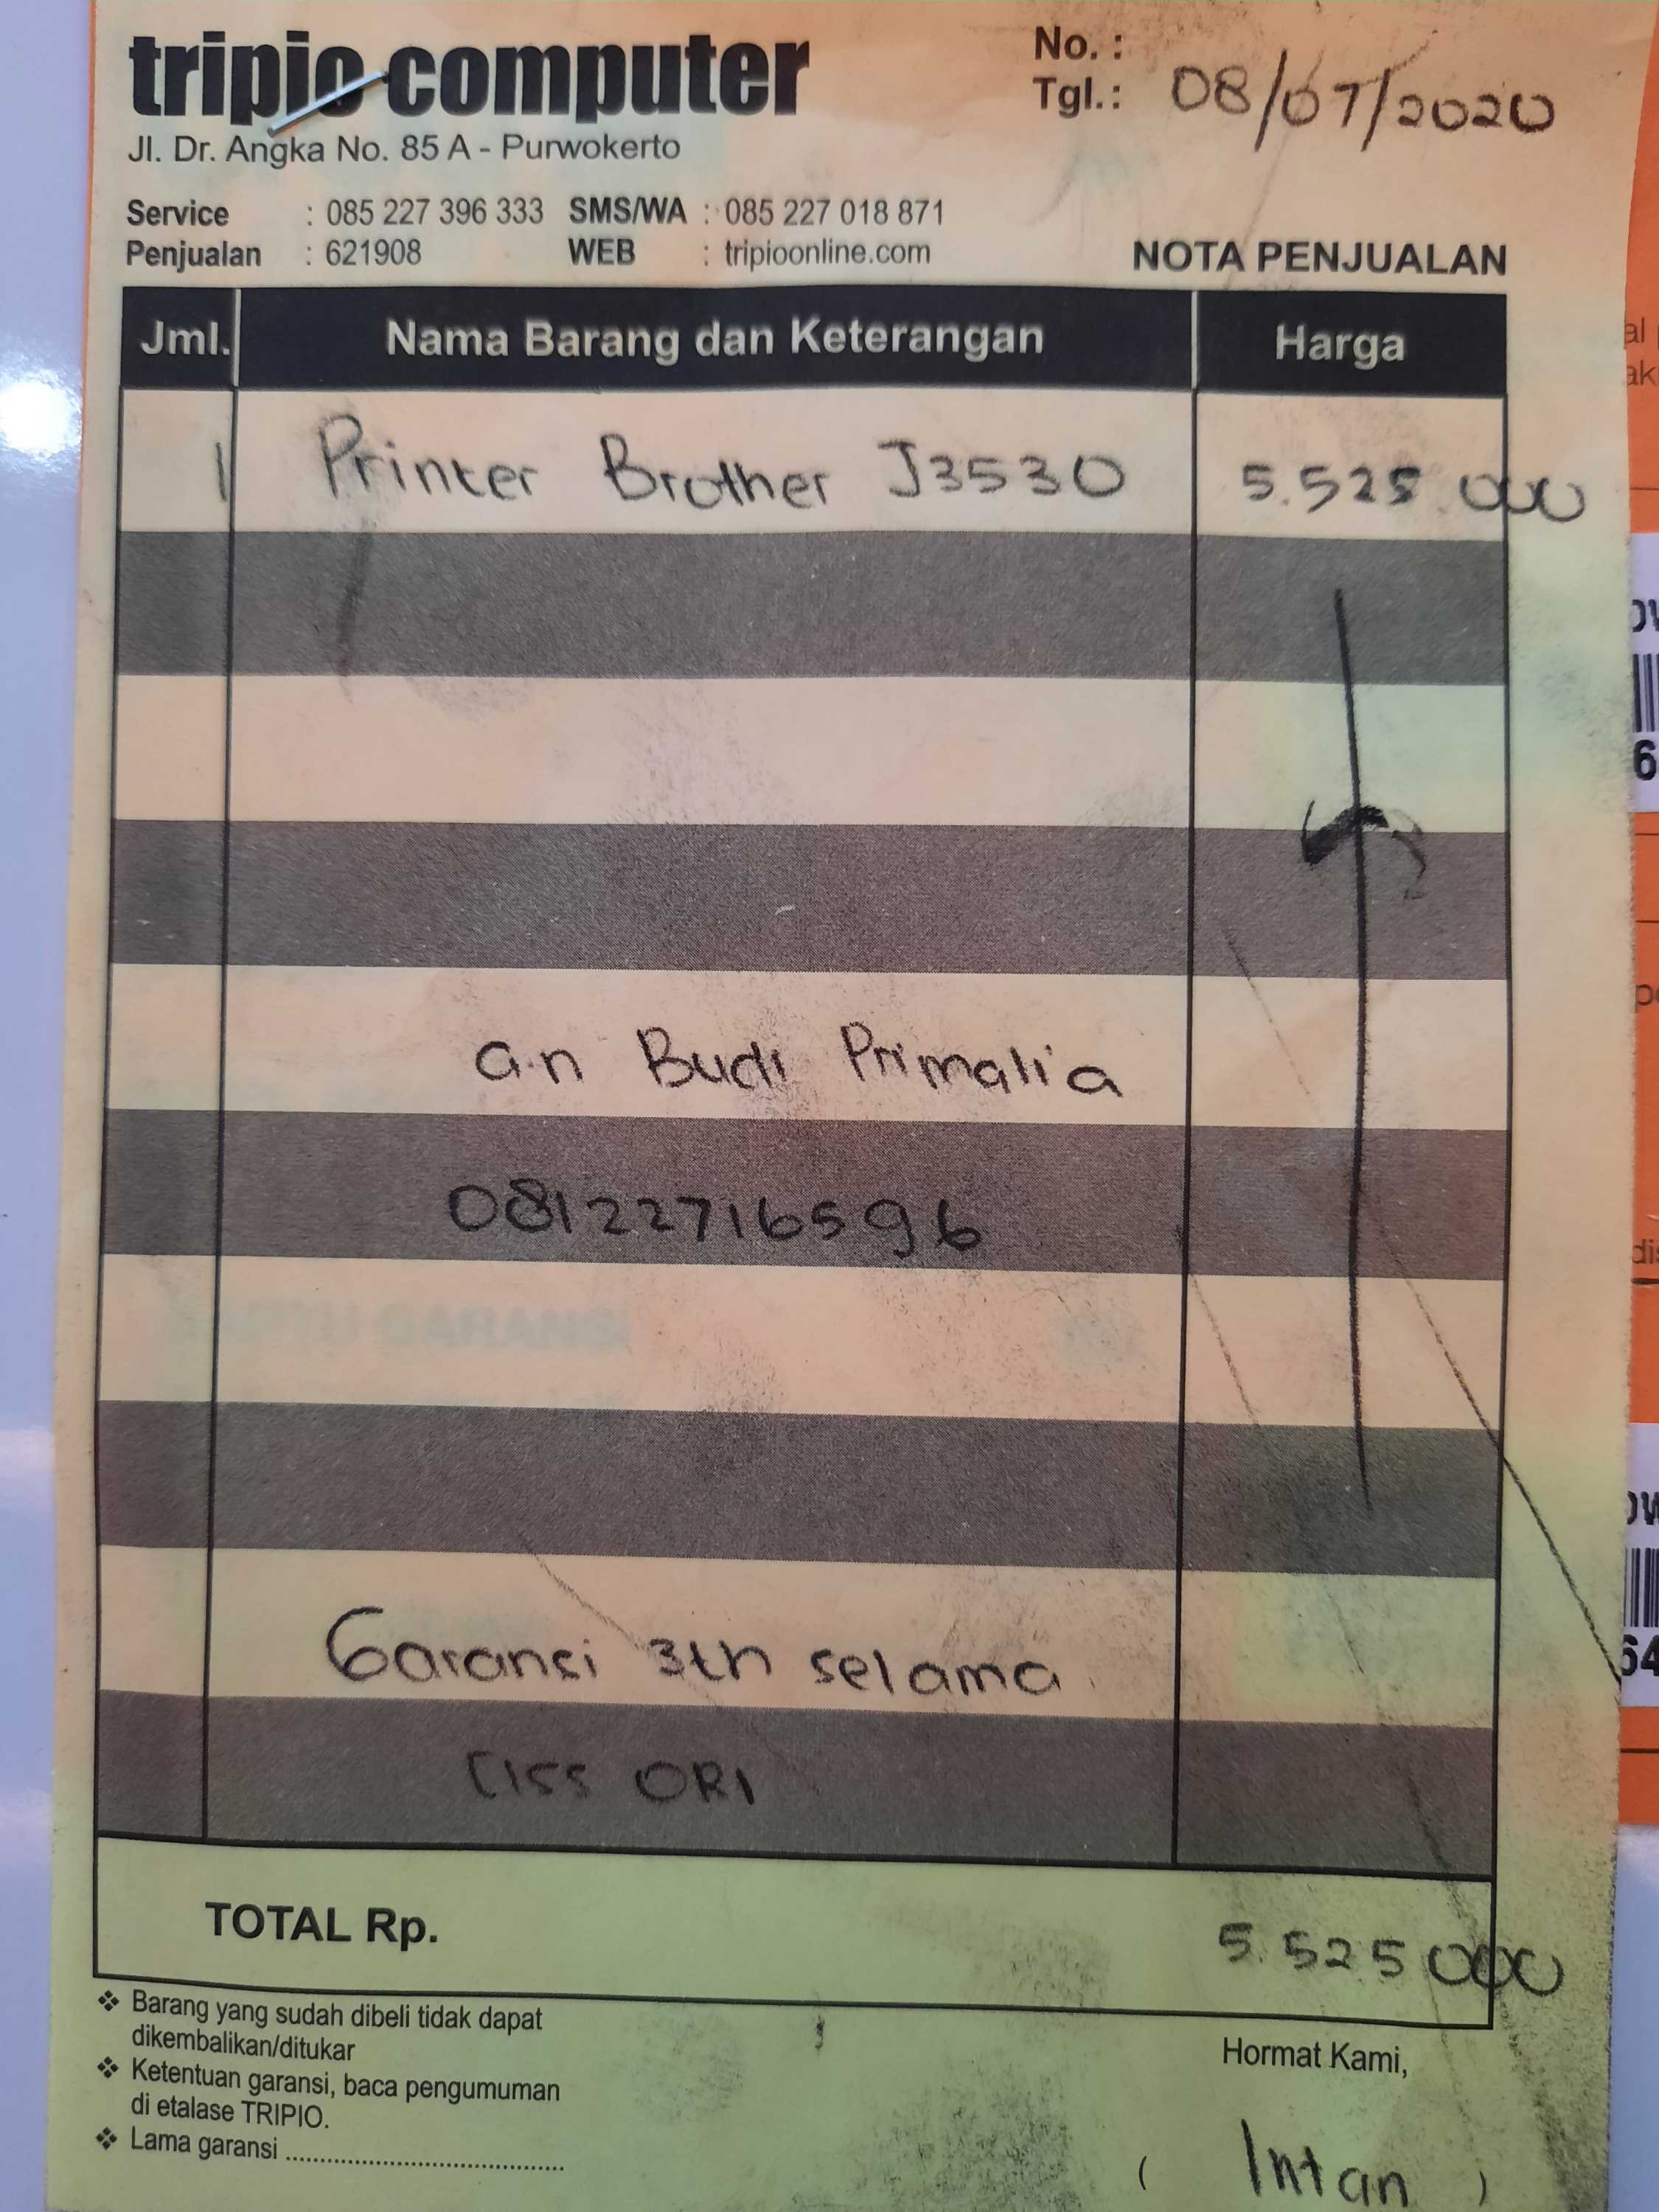 tripio computer
Jl. Dr. Angka No. 85 A - Purwokerto
No. :
Tgl.: 08/07/2020
Service : 085 227 396 333 SMS/WA : 085 227 018 871
Penjualan : 621908 WEB : tripioonline.com
NOTA PENJUALAN
Jml. Nama Barang dan Keterangan Harga
1 Printer Brother J3530 5.525.000
a.n Budi Primalia
081227716596
Garansi 3th selama
CISS ORI
TOTAL Rp. 5.525000
❖ Barang yang sudah dibeli tidak dapat
dikembalikan/ditukar
❖ Ketentuan garansi, baca pengumuman
di etalase TRIPIO.
❖ Lama garansi ........................................
Hormat Kami,
( Intan )